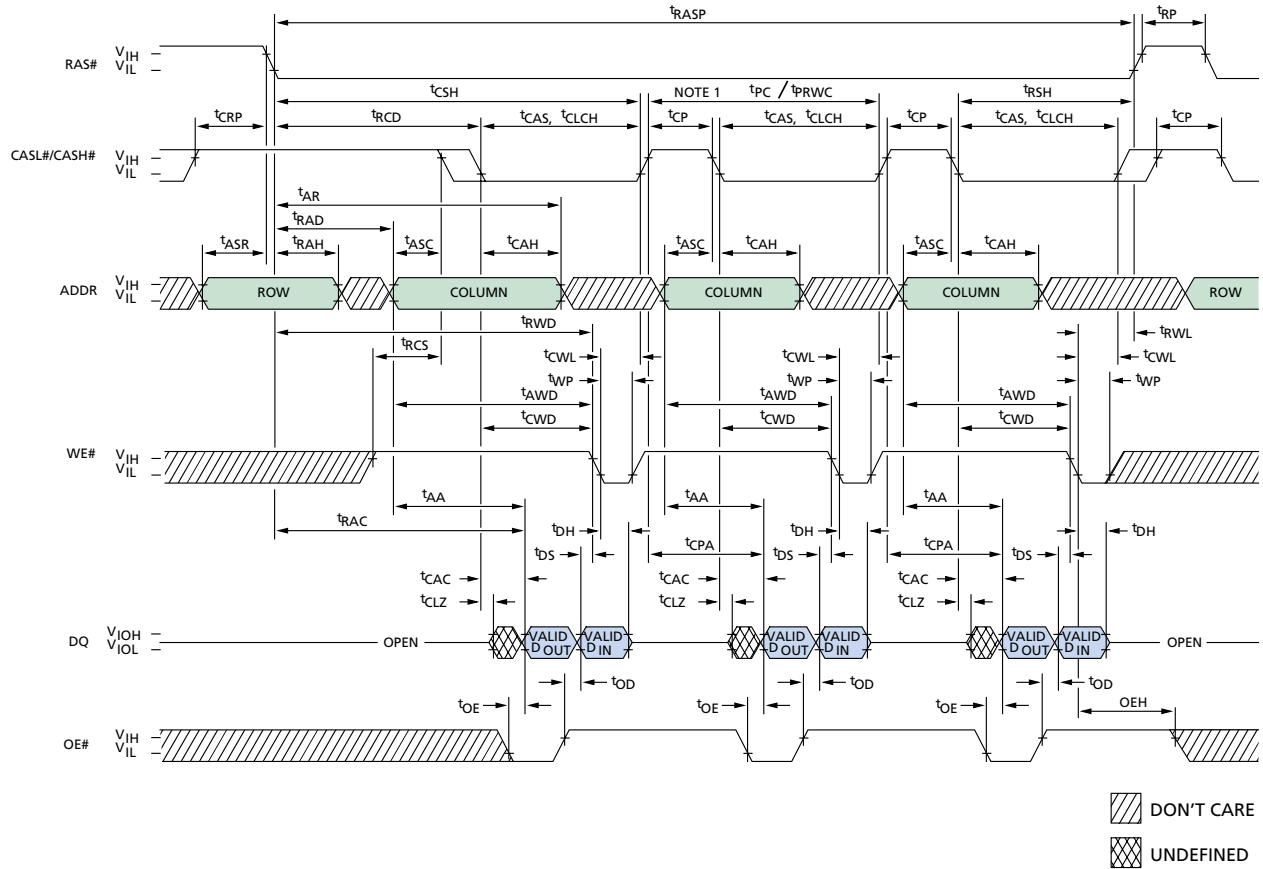 tRASP tRP
RAS# VIH
VIL
tCSH NOTE 1 tPC / tPRWC tRSH
tCRP tRCD tCAS, tCLCH tCP tCAS, tCLCH tCP tCAS, tCLCH tCP
CASL#/CASH# VIH
VIL
tAR
tRAD
tASR tRAH tASC tCAH tASC tCAH tASC tCAH
ADDR VIH
VIL
ROW COLUMN COLUMN COLUMN ROW
tRWD tRWL
tRCS tCWL tCWL tCWL
tWP tWP tWP
tAWD tAWD tAWD
tCWD tCWD tCWD
WE# VIH
VIL
tAA tAA tAA
tRAC tDH tDH tDH
tCPA tDS tCPA tDS tDS
tCAC tCAC tCAC
tCLZ tCLZ tCLZ
DQ VIOH
VIOL
OPEN VALID VALID VALID VALID VALID VALID OPEN
DOUT DIN DOUT DIN DOUT DIN
tOD tOD tOD
tOE tOE tOE OEH
OE# VIH
VIL
DON'T CARE
UNDEFINED